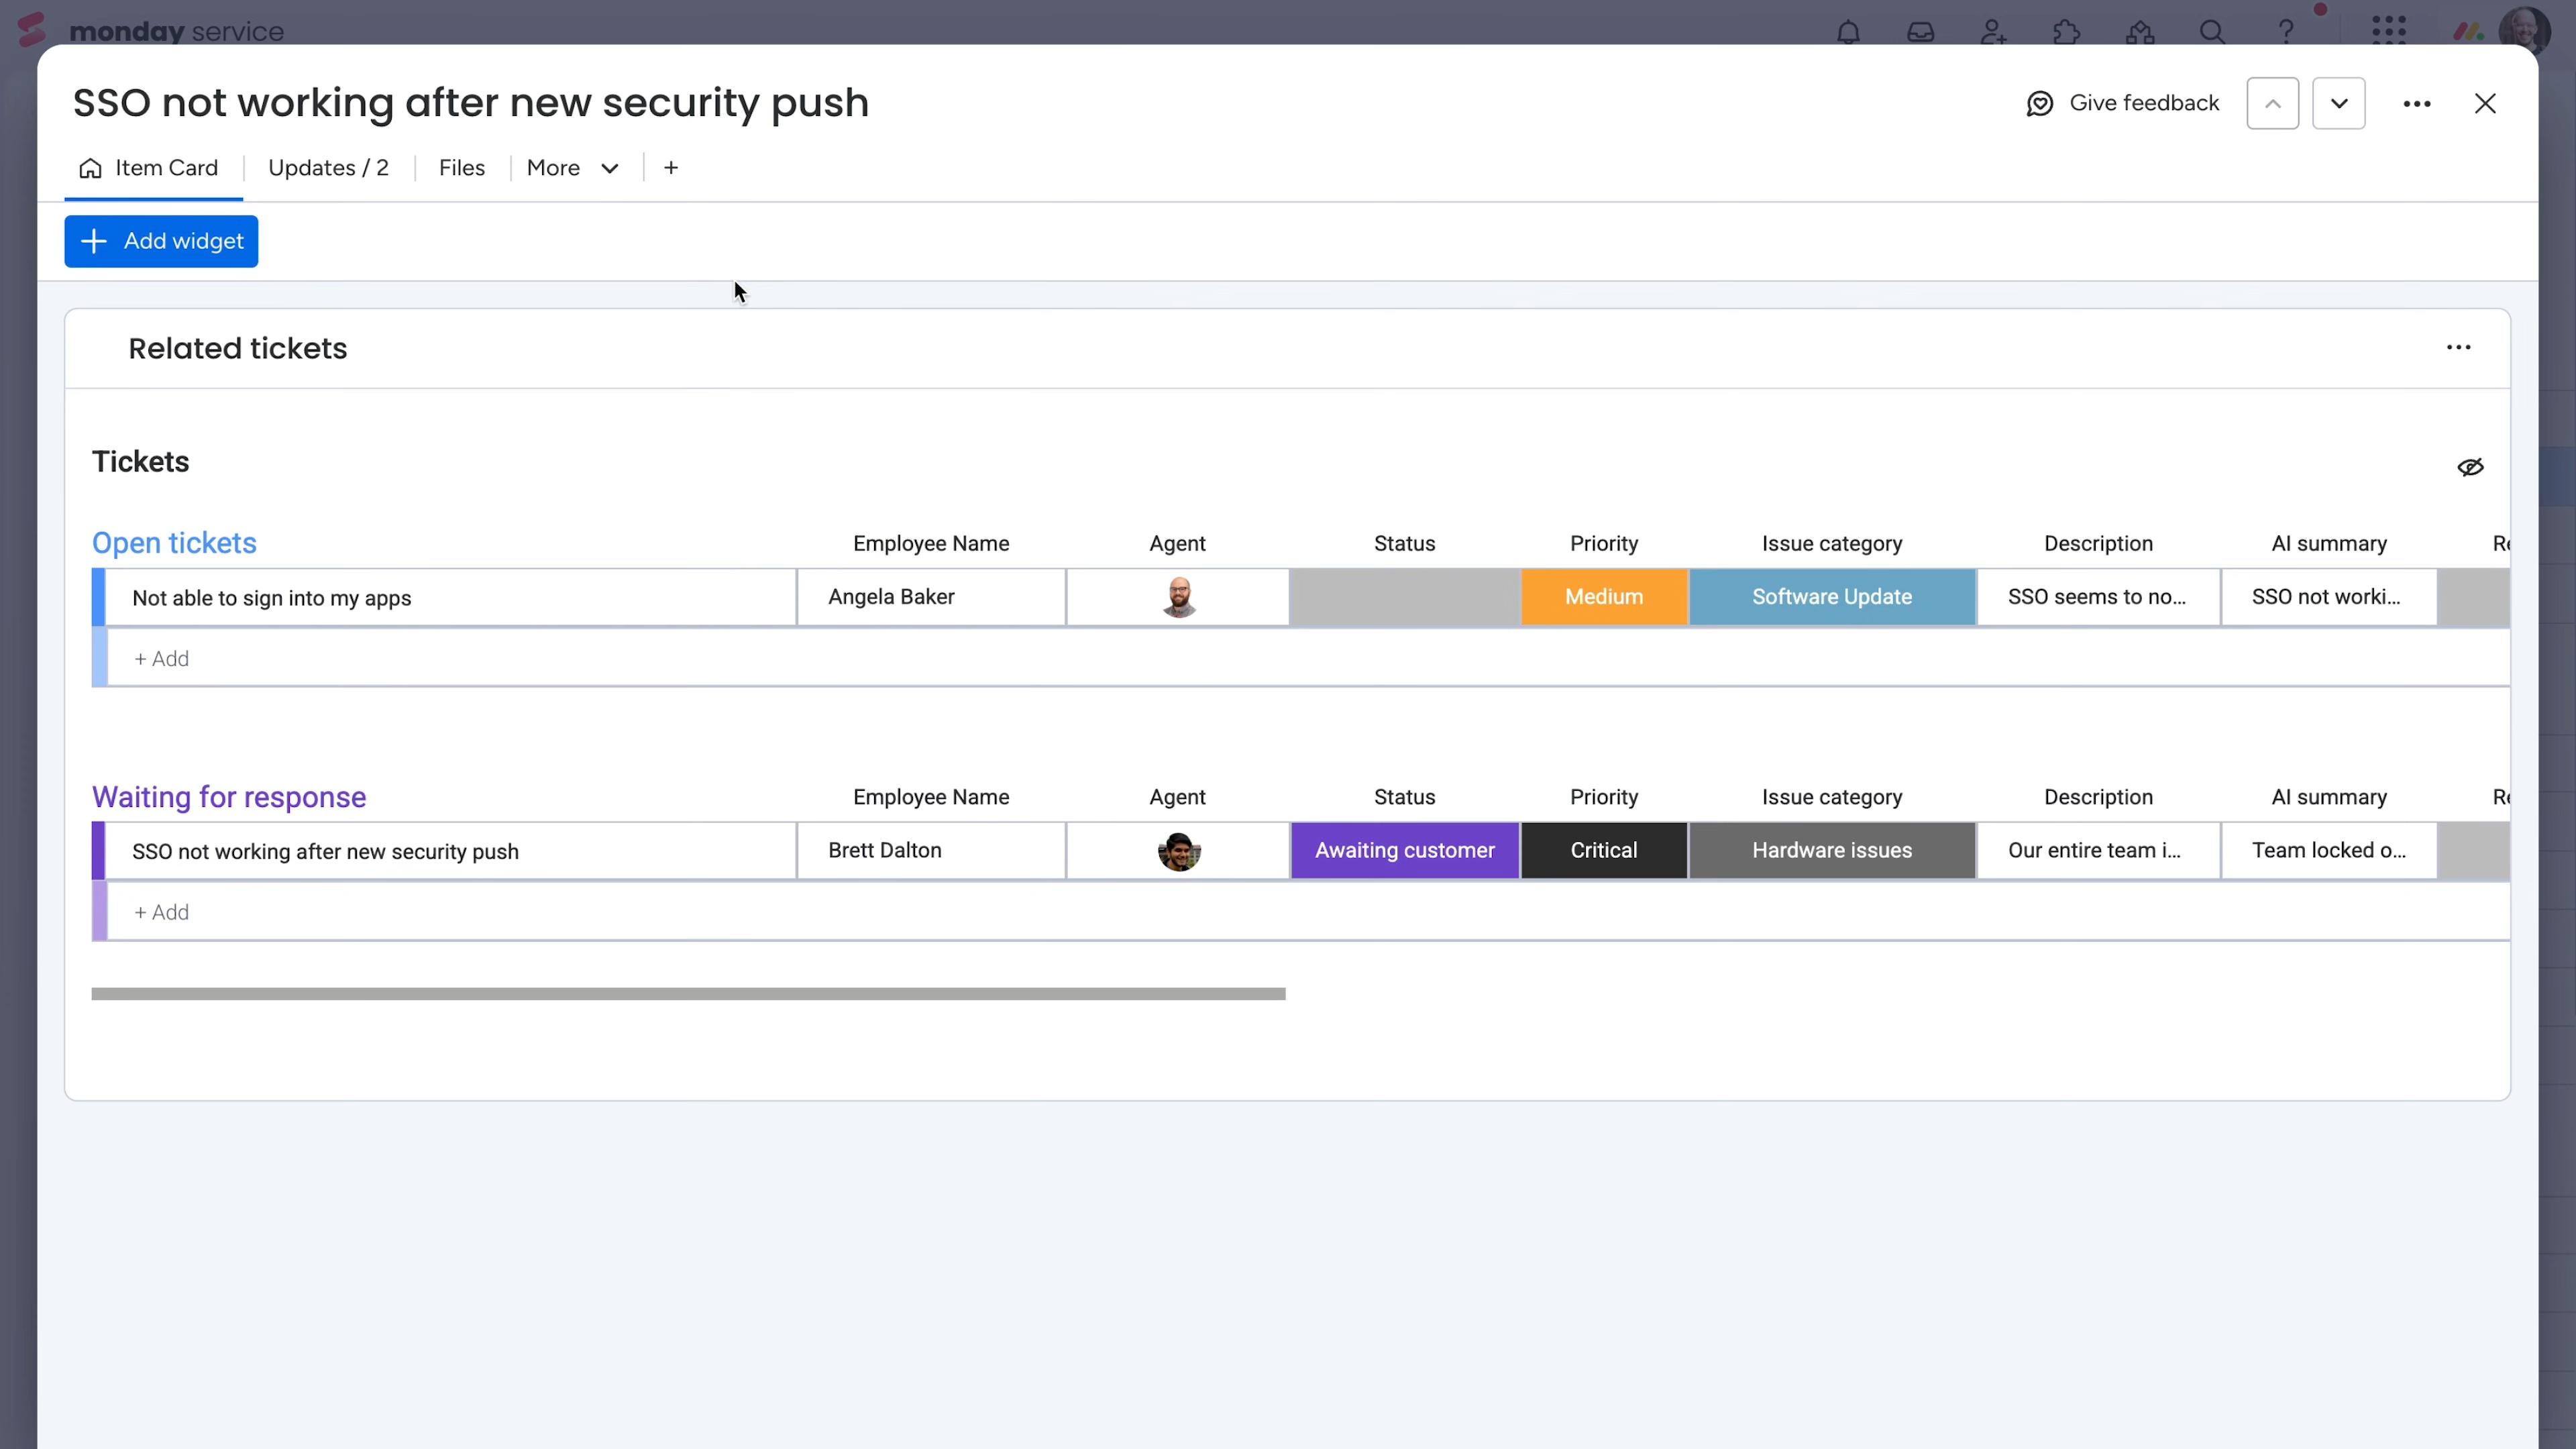 monday service
SSO not working after new security push
Give feedback
Item Card
Updates / 2
Files
More
+
+ Add widget
Related tickets
Tickets
Open tickets Employee Name Agent Status Priority Issue category Description AI summary
Not able to sign into my apps Angela Baker Medium Software Update SSO seems to no... SSO not worki...
+ Add
Waiting for response Employee Name Agent Status Priority Issue category Description AI summary
SSO not working after new security push Brett Dalton Awaiting customer Critical Hardware issues Our entire team i... Team locked o...
+ Add